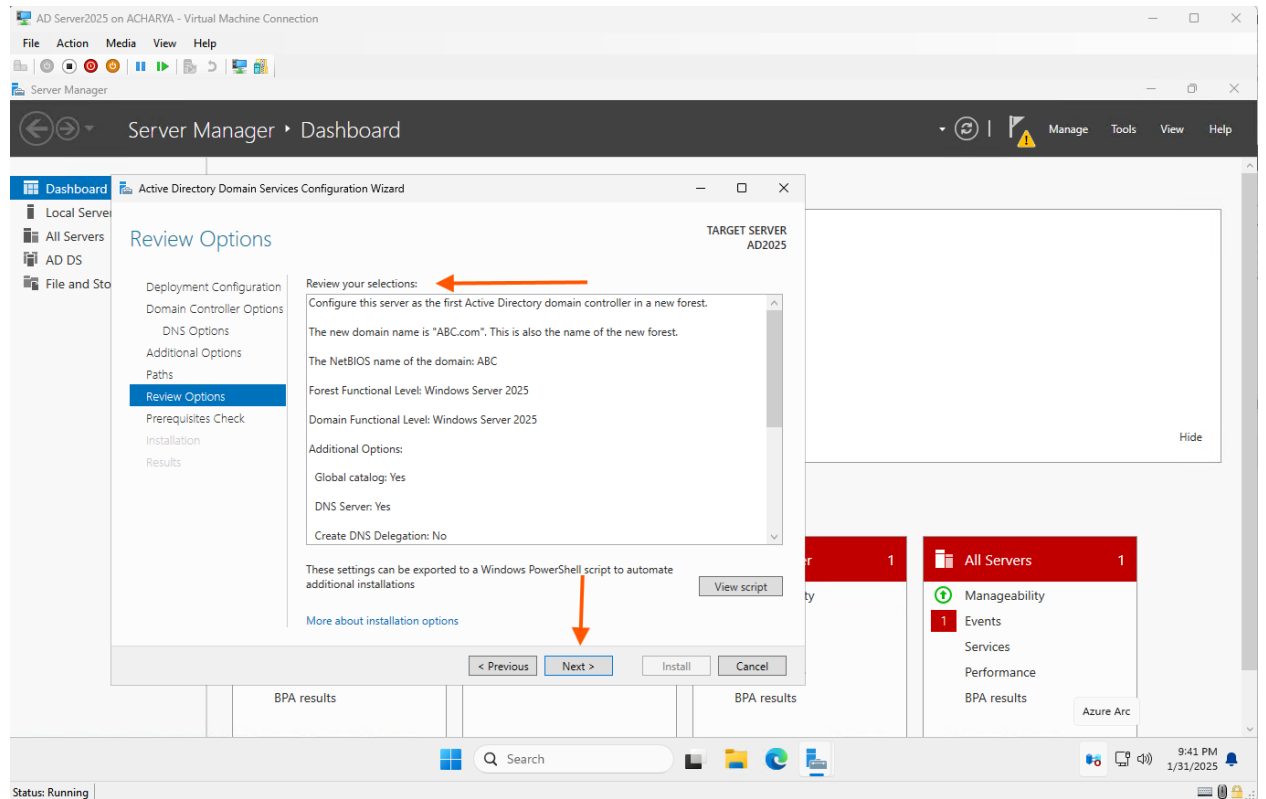 AD Server2025 on ACHARYA - Virtual Machine Connection
File Action Media View Help
Server Manager
Server Manager ‣ Dashboard
Manage Tools View Help
Dashboard
Local Server
All Servers
AD DS
File and Sto
Active Directory Domain Services Configuration Wizard
Review Options
TARGET SERVER
AD2025
Deployment Configuration
Domain Controller Options
DNS Options
Additional Options
Paths
Review Options
Prerequisites Check
Installation
Results
Review your selections:
Configure this server as the first Active Directory domain controller in a new forest.
The new domain name is "ABC.com". This is also the name of the new forest.
The NetBIOS name of the domain: ABC
Forest Functional Level: Windows Server 2025
Domain Functional Level: Windows Server 2025
Additional Options:
Global catalog: Yes
DNS Server: Yes
Create DNS Delegation: No
These settings can be exported to a Windows PowerShell script to automate
additional installations
View script
More about installation options
< Previous Next > Install Cancel
Hide
r 1
ty
BPA results
BPA results
All Servers 1
Manageability
1 Events
Services
Performance
BPA results
Azure Arc
Search
9:41 PM
1/31/2025
Status: Running